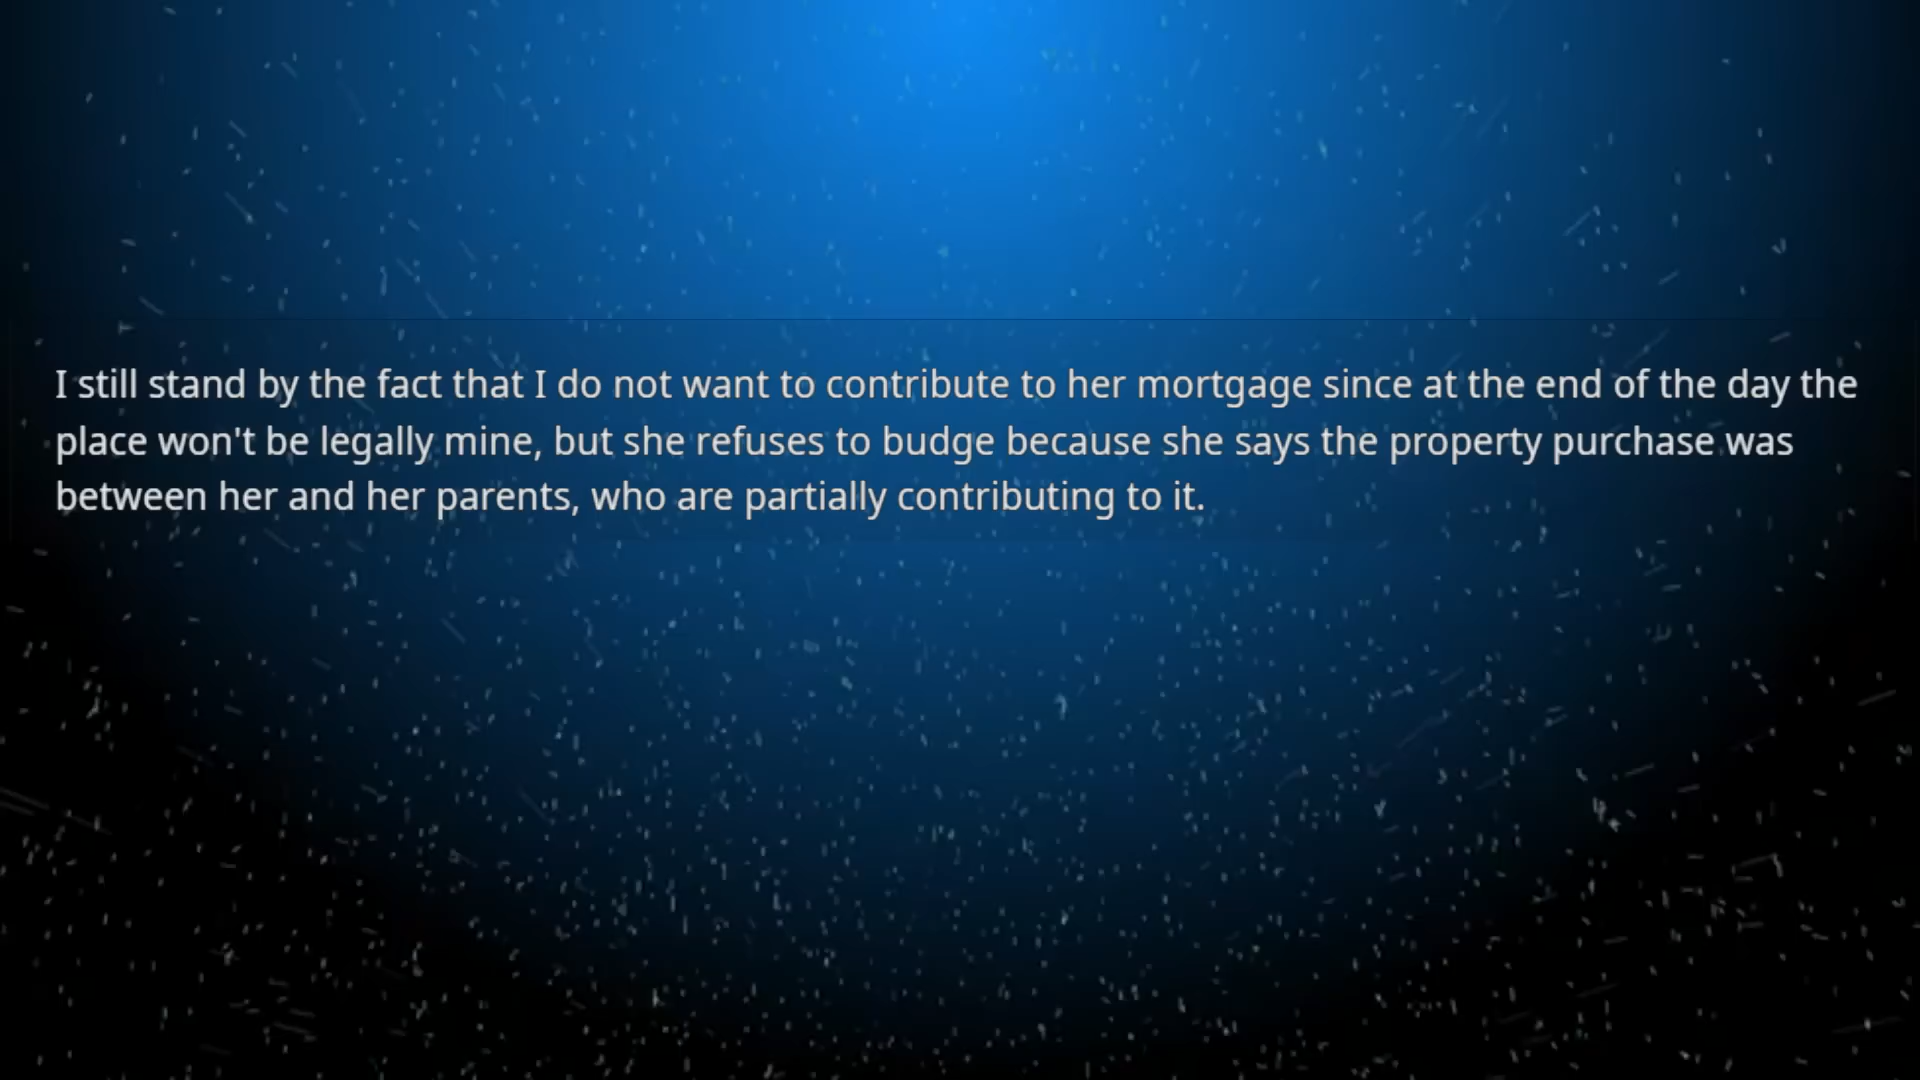 I still stand by the fact that I do not want to contribute to her mortgage since at the end of the day the
place won't be legally mine, but she refuses to budge because she says the property purchase was
between her and her parents, who are partially contributing to it.